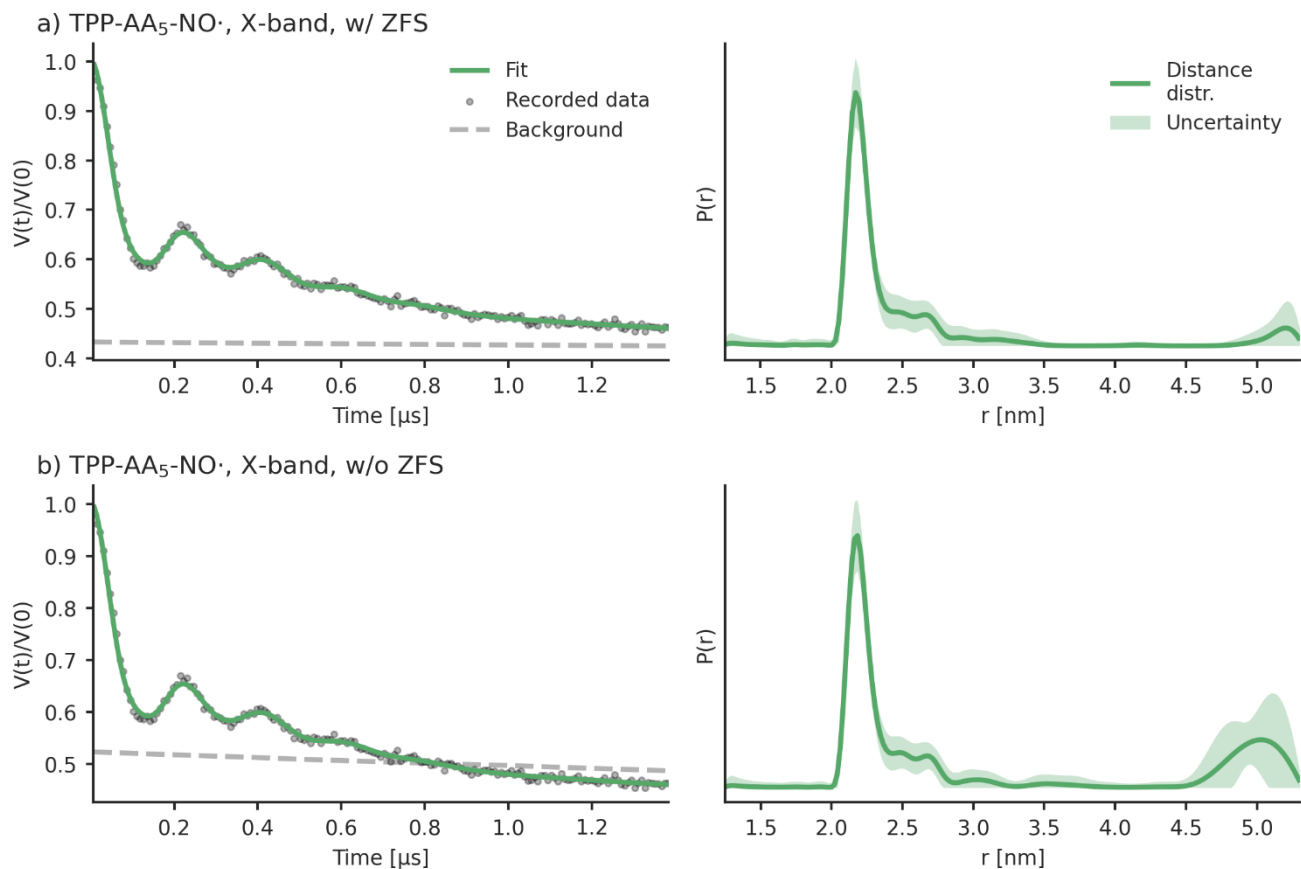 a) TPP-AA₅-NO·, X-band, w/ ZFS
1.0
0.9
0.8
0.7
0.6
0.5
0.4
V(t)/V(0)
Fit
Recorded data
Background
0.2 0.4 0.6 0.8 1.0 1.2
Time [μs]
P(r)
Distance
distr.
Uncertainty
1.5 2.0 2.5 3.0 3.5 4.0 4.5 5.0
r [nm]
b) TPP-AA₅-NO·, X-band, w/o ZFS
1.0
0.9
0.8
0.7
0.6
0.5
V(t)/V(0)
0.2 0.4 0.6 0.8 1.0 1.2
Time [μs]
P(r)
1.5 2.0 2.5 3.0 3.5 4.0 4.5 5.0
r [nm]